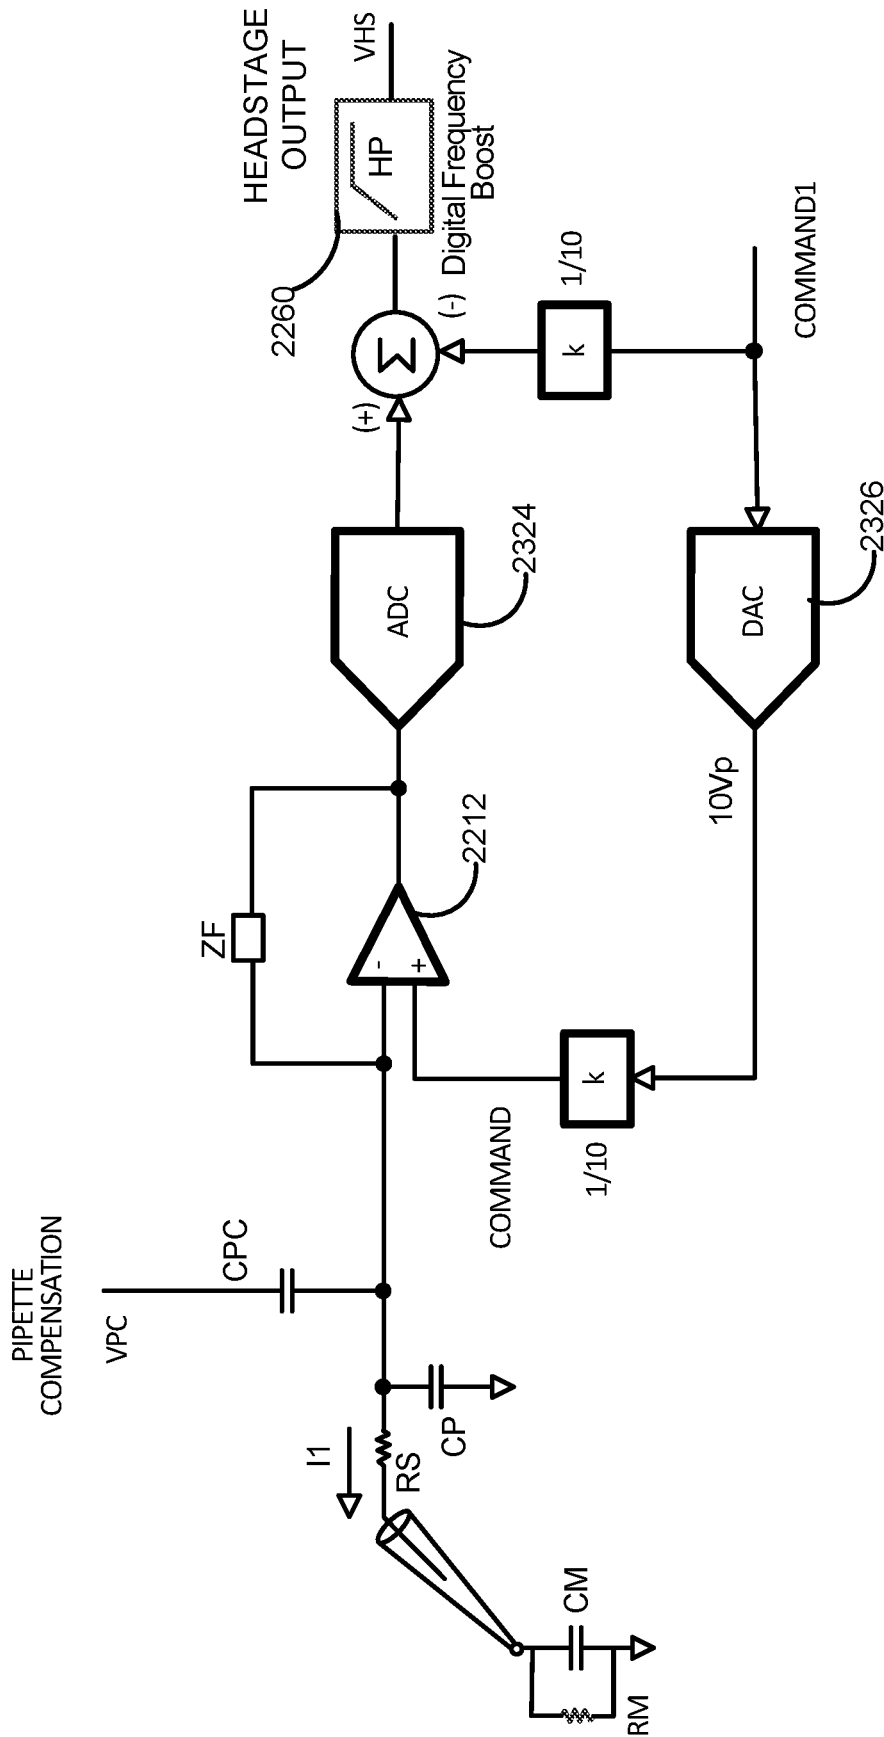 PIPETTE
COMPENSATION
VPC
CPC
I1
RS
CP
CM
RM
ZF
-
+
2212
COMMAND
k
1/10
10Vp
ADC
2324
DAC
2326
(+)
Σ
(-)
k
1/10
COMMAND1
2260
HP
Digital Frequency
Boost
HEADSTAGE
OUTPUT
VHS